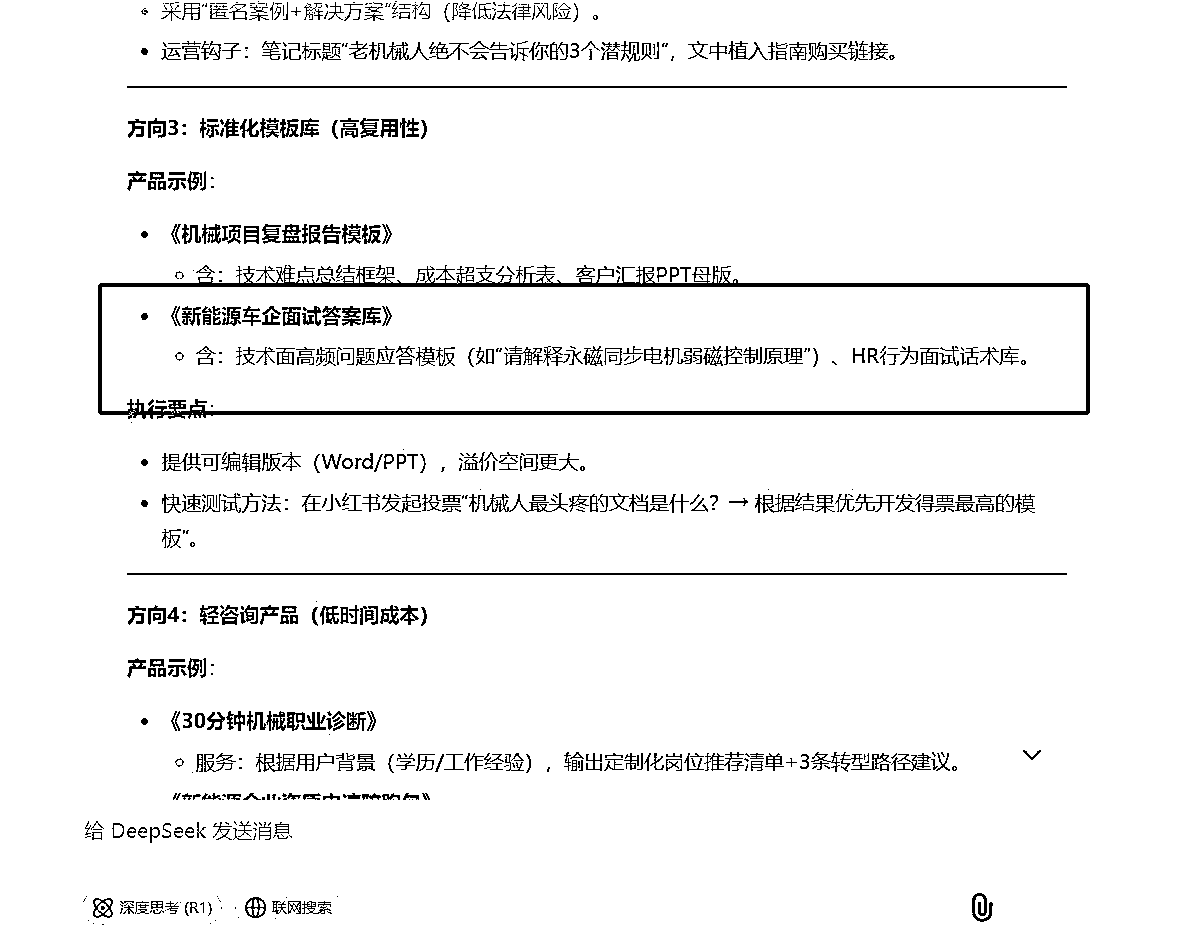 采用“匿名案例+解决方案”结构（降低法律风险）。
运营钩子：笔记标题“老机械人绝不会告诉你的3个潜规则”，文中植入指南购买链接。
方向3：标准化模板库（高复用性）
产品示例：
《机械项目复盘报告模板》
含：技术难点总结框架、成本超支分析表、客户汇报PPT母版。
《新能源车企面试答案库》
含：技术面高频问题应答模板（如“请解释永磁同步电机弱磁控制原理”）、HR行为面试话术库。
执行要点：
提供可编辑版本（Word/PPT），溢价空间更大。
快速测试方法：在小红书发起投票“机械人最头疼的文档是什么？→ 根据结果优先开发得票最高的模
板”。
方向4：轻咨询产品（低时间成本）
产品示例：
《30分钟机械职业诊断》
服务：根据用户背景（学历/工作经验），输出定制化岗位推荐清单+3条转型路径建议。
给 DeepSeek 发送消息
深度思考 (R1) 联网搜索